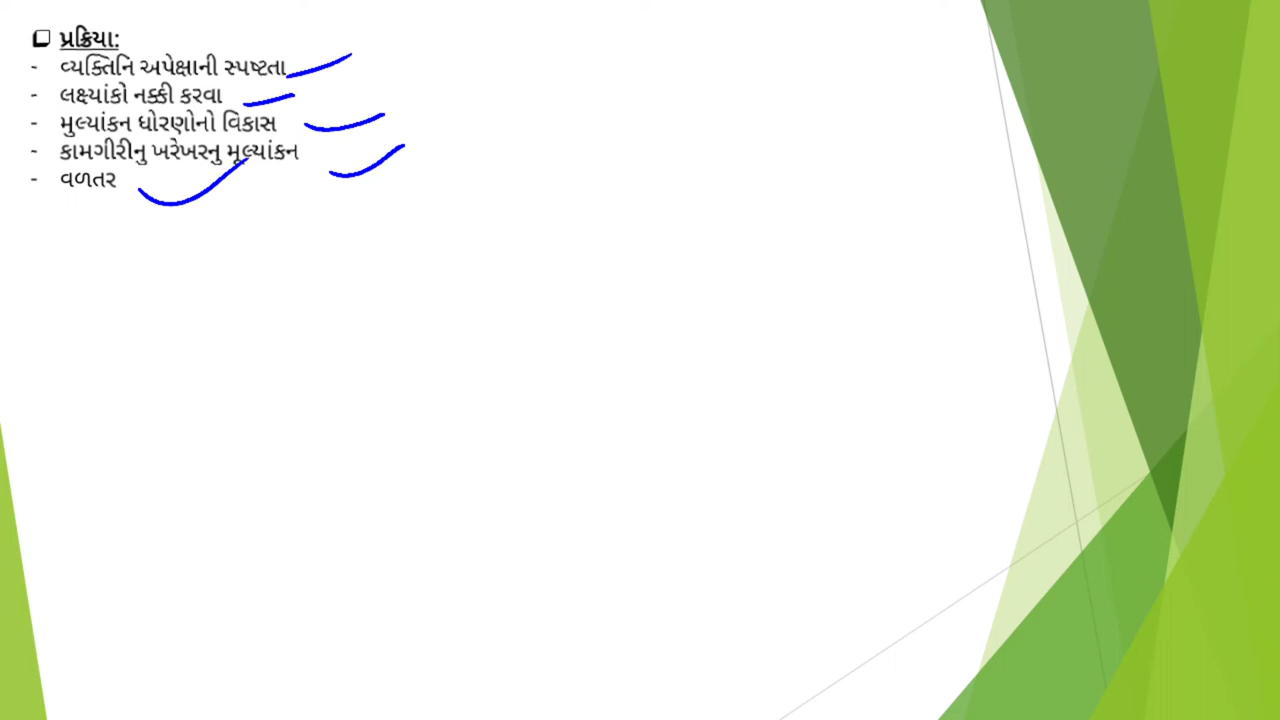 ❑ પ્રક્રિયા:
- વ્યક્તિનિ અપેક્ષાની સ્પષ્ટતા
- લક્ષ્યાંકો નક્કી કરવા
- મુલ્યાંકન ધોરણોનો વિકાસ
- કામગીરીનુ ખરેખરનુ મૂલ્યાંકન
- વળતર